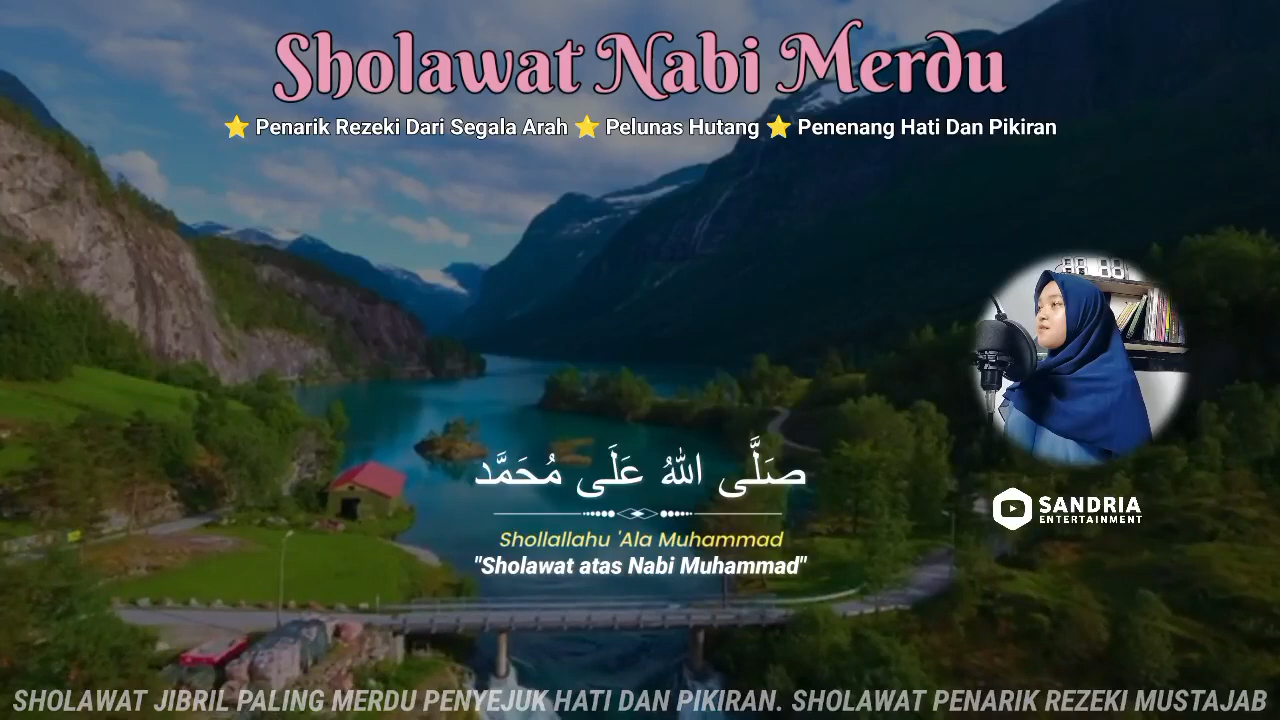 Sholawat Nabi Merdu
⭐ Penarik Rezeki Dari Segala Arah ⭐ Pelunas Hutang ⭐ Penenang Hati Dan Pikiran
صَلَّى اللهُ عَلَى مُحَمَّد
Shollallahu 'Ala Muhammad
"Sholawat atas Nabi Muhammad"
SANDRIA
ENTERTAINMENT
SHOLAWAT JIBRIL PALING MERDU PENYEJUK HATI DAN PIKIRAN. SHOLAWAT PENARIK REZEKI MUSTAJAB